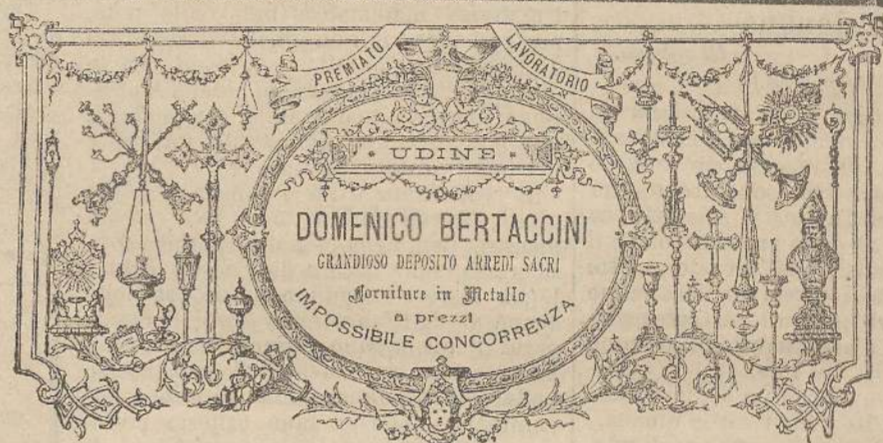 PREMIATO LAVORATORIO
UDINE
DOMENICO BERTACCINI
GRANDIOSO DEPOSITO ARREDI SACRI
Forniture in Metallo
a prezzi
IMPOSSIBILE CONCORRENZA